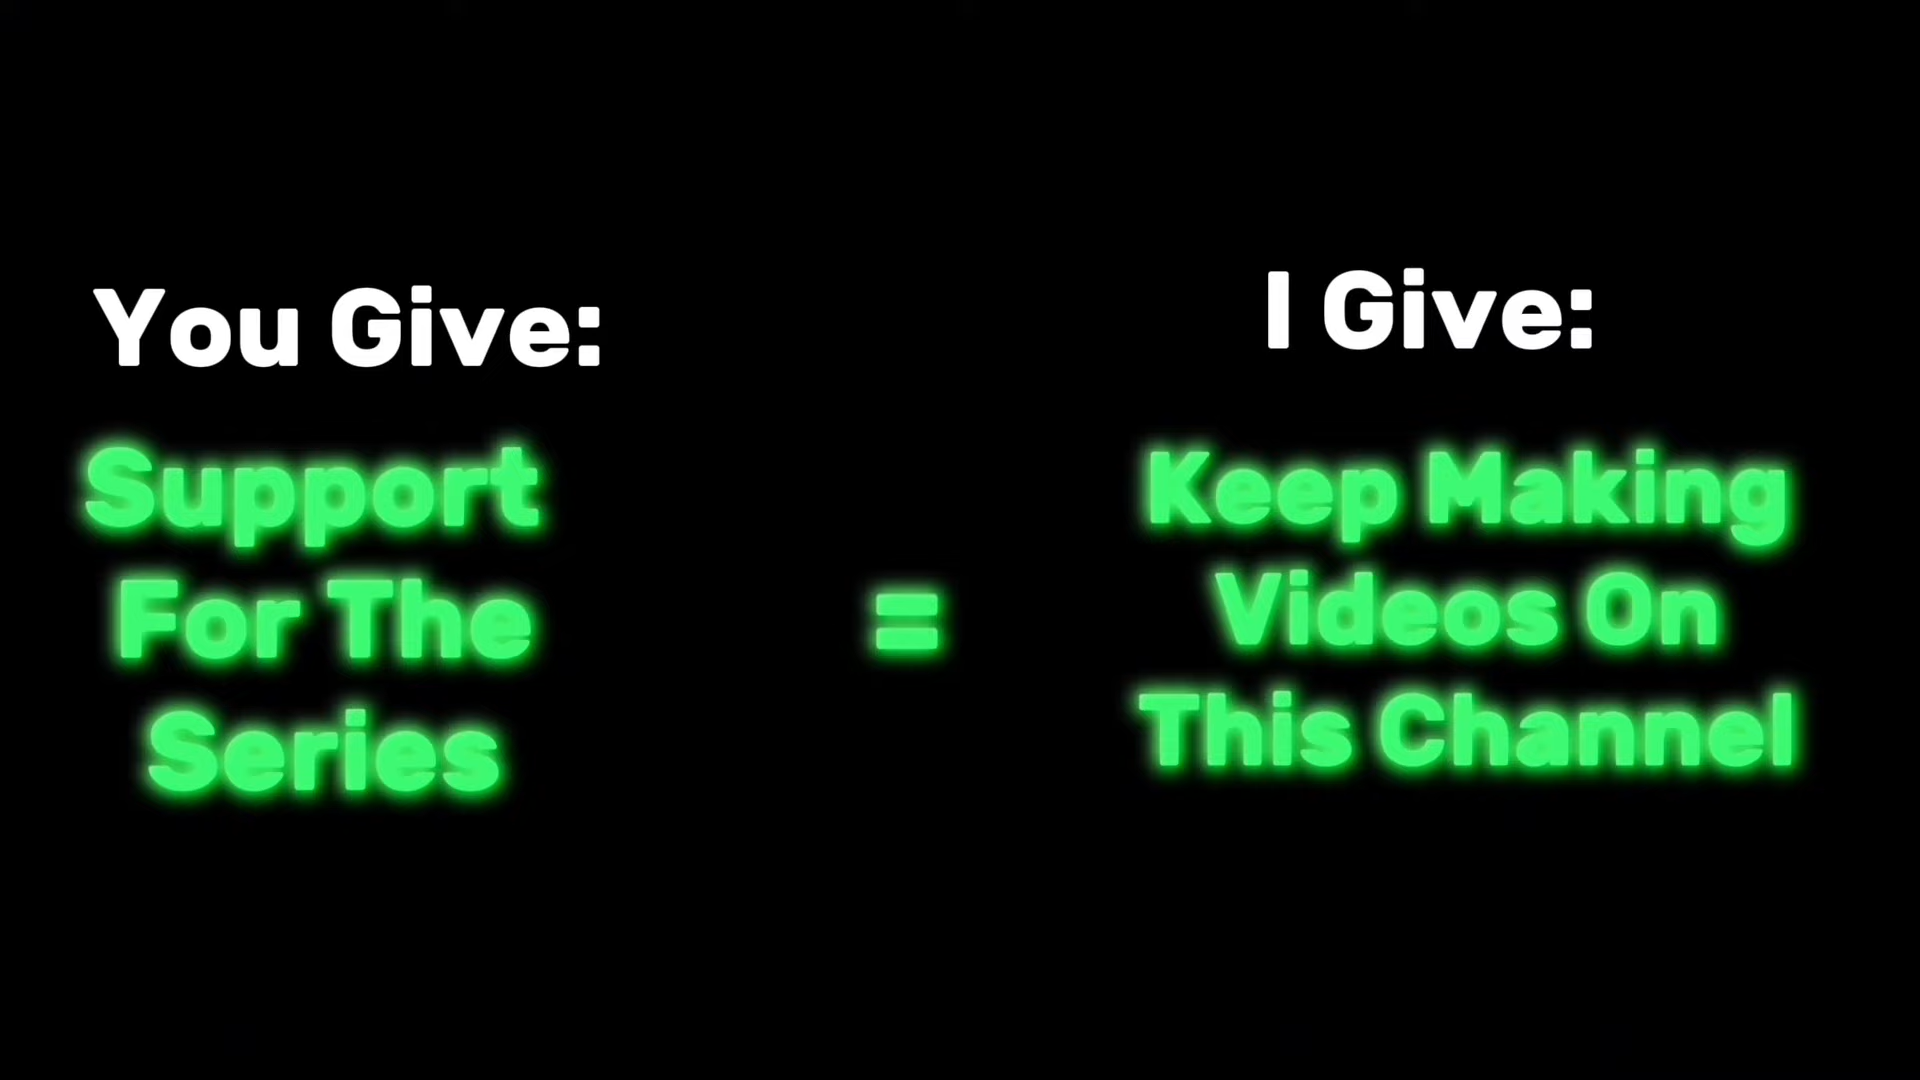 You Give:
Support
For The
Series
=
I Give:
Keep Making
Videos On
This Channel